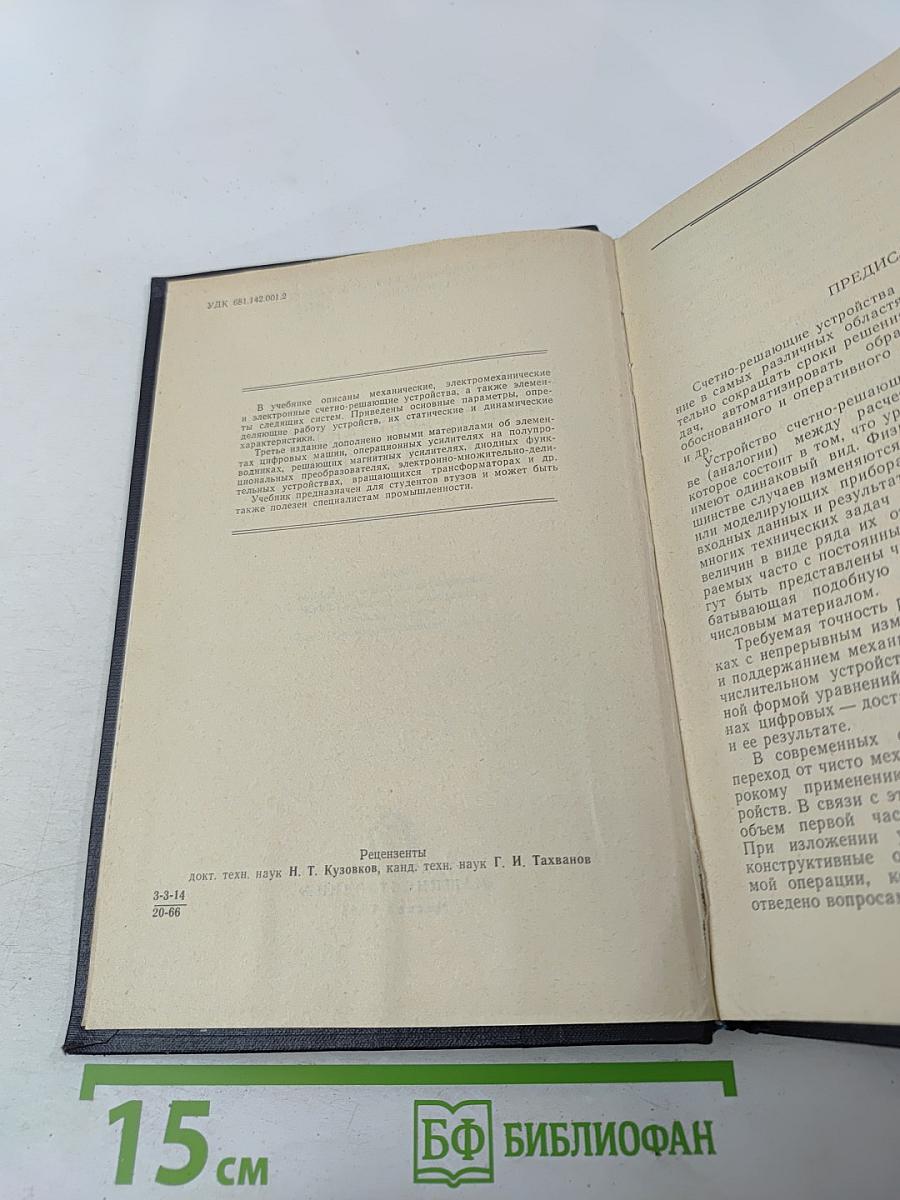 УДК 681.142.001.2
В учебнике описаны механические, электромеханические
и электронные счетно-решающие устройства, а также элемен-
ты следящих систем. Приведены основные параметры, опре-
деляющие работу устройств, их статические и динамические
характеристики.
Третье издание дополнено новыми материалами об элемен-
тах цифровых машин, операционных усилителях на полупро-
водниках, решающих магнитных усилителях, диодных функ-
циональных преобразователях, электронно-множительно-дели-
тельных устройствах, вращающихся трансформаторах и др.
Учебник предназначен для студентов втузов и может быть
также полезен специалистам промышленности.
Рецензенты
докт. техн. наук Н. Т. Кузовков, канд. техн. наук Г. И. Тахванов
3-3-14
20-66
ПРЕДИС
Счетно-решающие устройства
ние в самых различных областя
тельно сокращать сроки решени
дач, автоматизировать обра
обоснованного и оперативного
и др.
Устройство счетно-решающ
ве (аналогии) между расче
которое состоит в том, что ур
имеют одинаковый вид. Физ
шинстве случаев изменяются
или моделирующих прибора
входных данных и результат
многих технических задач
величин в виде ряда их о
раемых часто с постоянны
гут быть представлены ч
батывающая подобную
числовым материалом.
Требуемая точность р
ках с непрерывным изм
и поддержанием механи
числительном устройст
ной формой уравнений
нах цифровых — дост
и ее результате.
В современных
переход от чисто мех
рокому применени
ройств. В связи с эт
объем первой час
При изложении
конструктивные о
мой операции, к
отведено вопроса
15 см
БФ БИБЛИОФАН